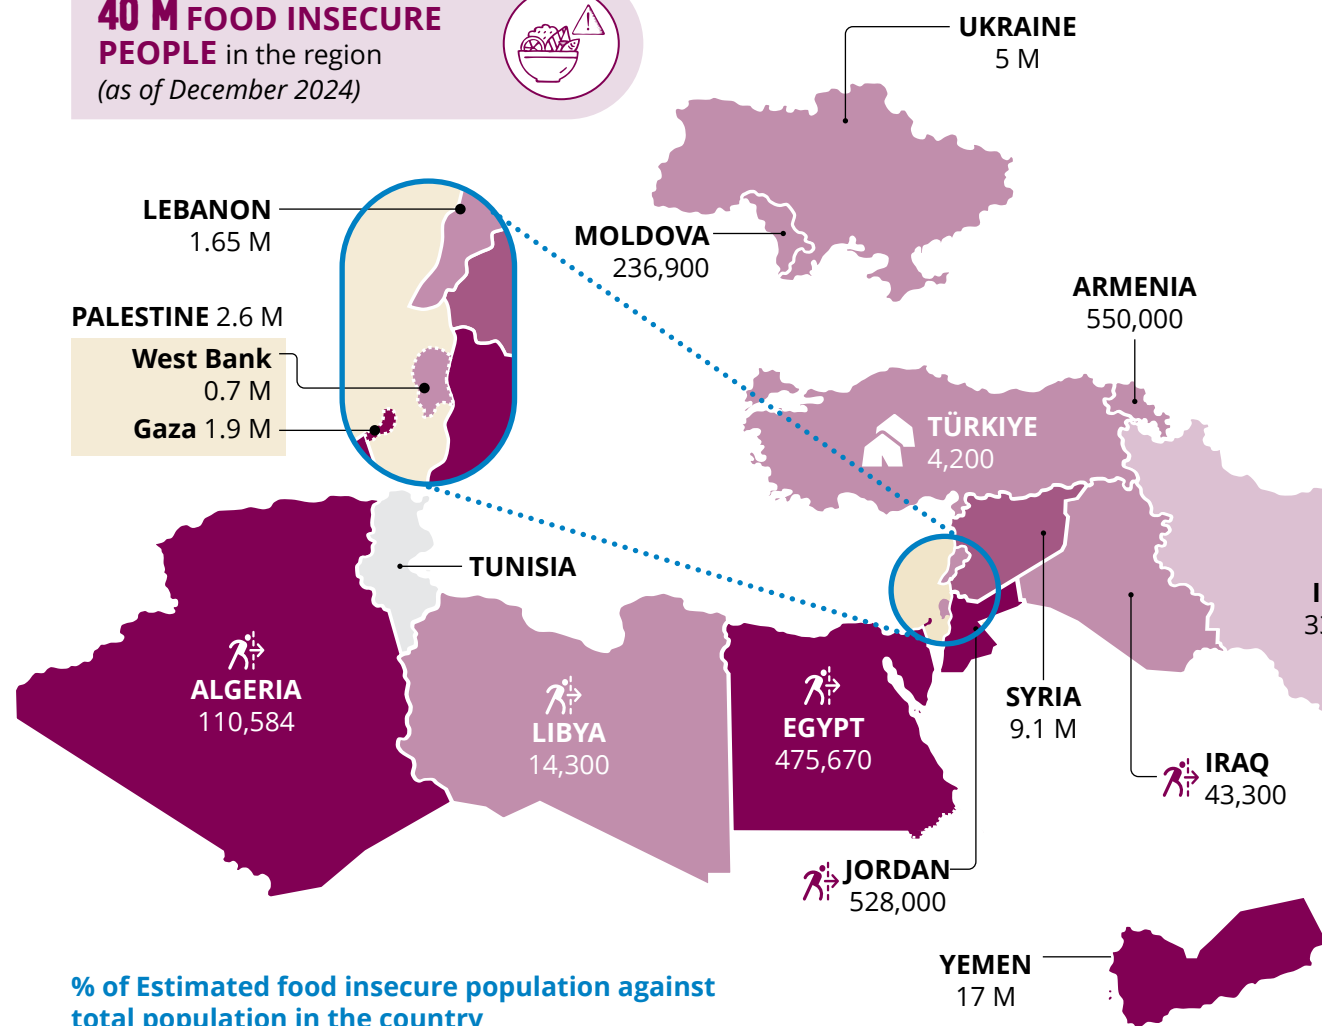 40 M FOOD INSECURE
PEOPLE in the region
(as of December 2024)
UKRAINE
5 M
LEBANON
1.65 M
MOLDOVA
236,900
PALESTINE 2.6 M
West Bank
0.7 M
Gaza 1.9 M
ARMENIA
550,000
TÜRKIYE
4,200
TUNISIA
ALGERIA
110,584
LIBYA
14,300
EGYPT
475,670
SYRIA
9.1 M
IRAQ
43,300
JORDAN
528,000
YEMEN
17 M
% of Estimated food insecure population against
total population in the country